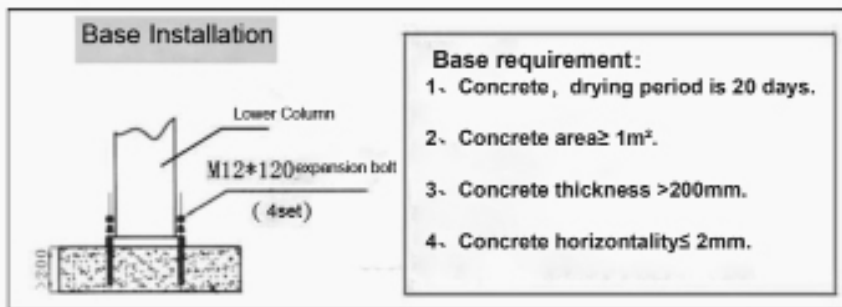 Base Installation
Lower Column
M12*120expansion bolt
(4set)
>200
Base requirement:
1、Concrete, drying period is 20 days.
2、Concrete area≥ 1m².
3、Concrete thickness >200mm.
4、Concrete horizontality≤ 2mm.